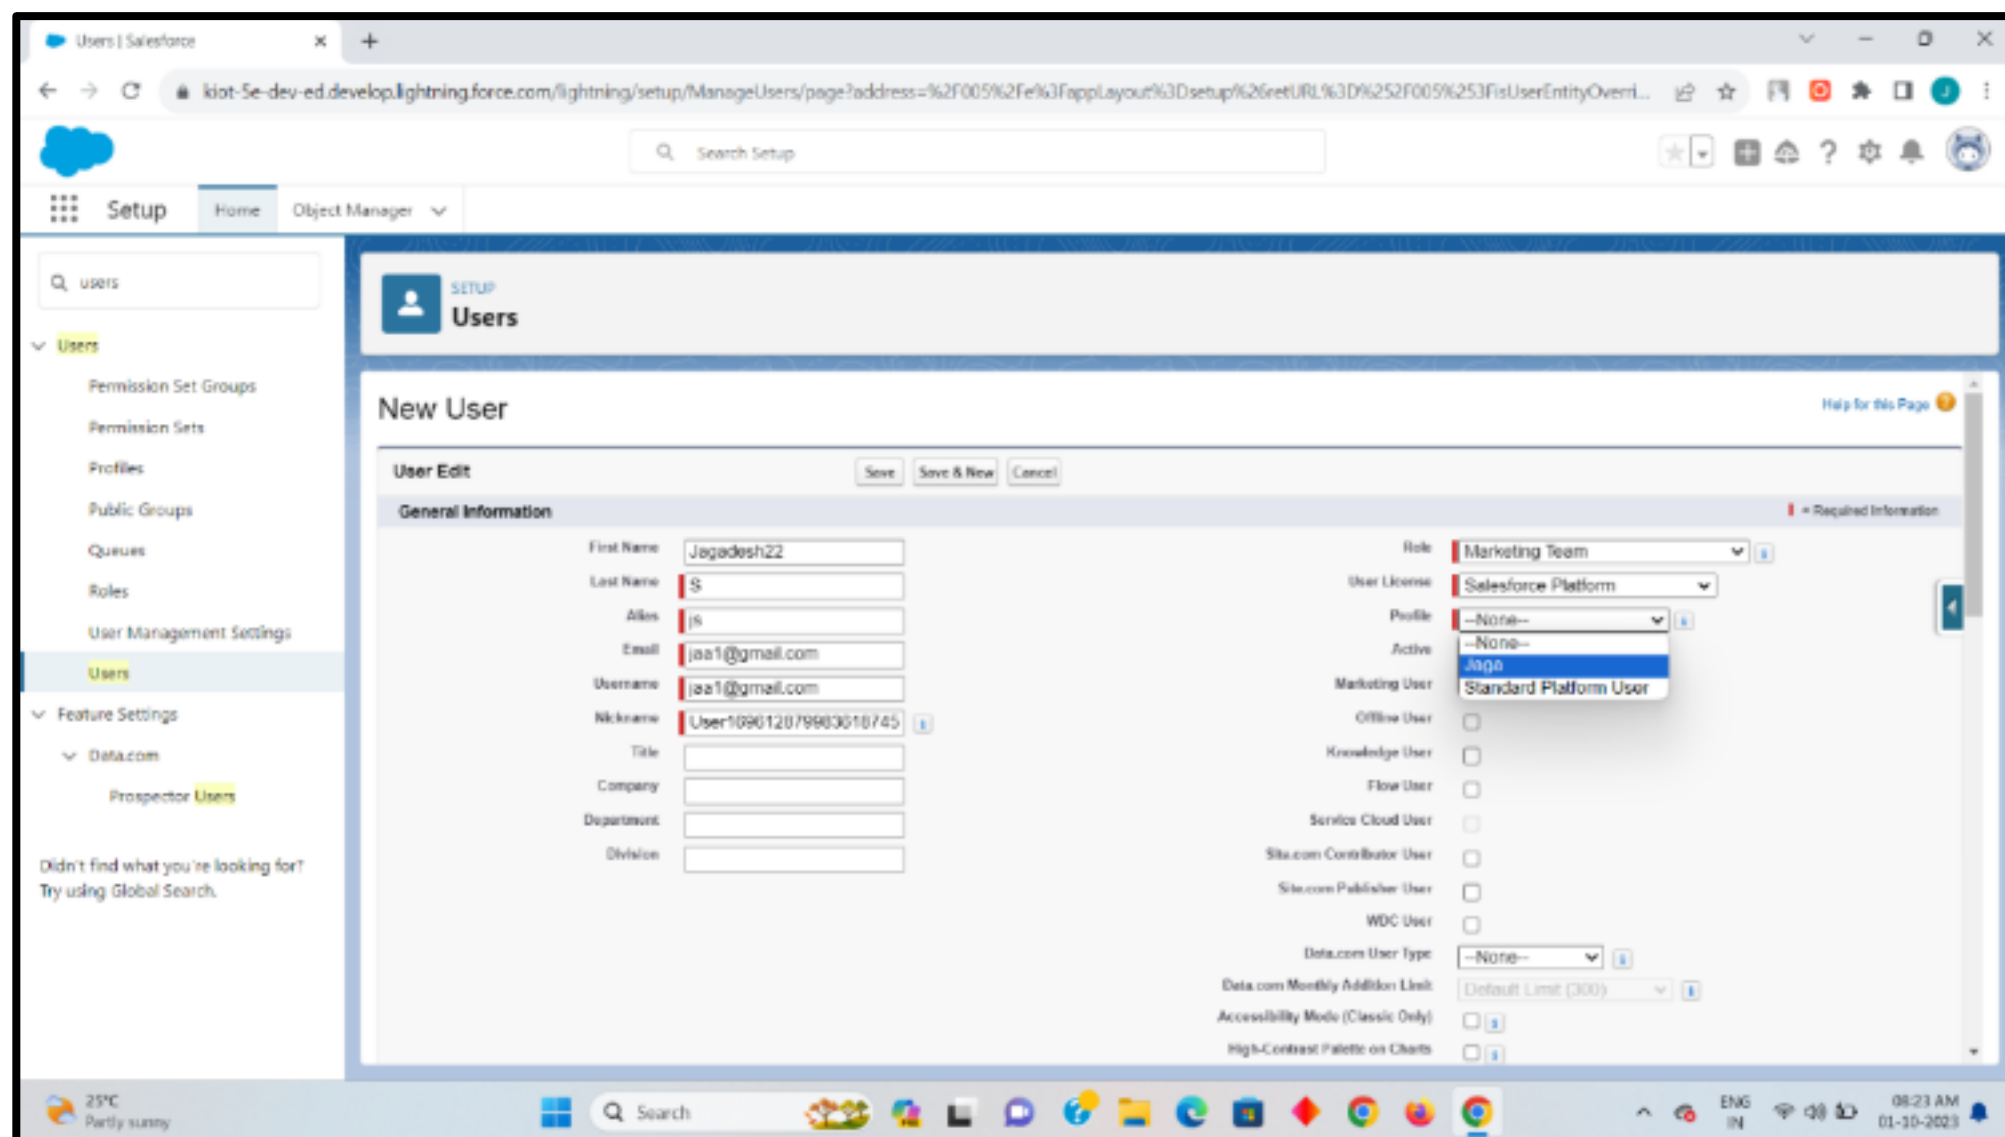 Users | Salesforce
kiot-5e-dev-ed.develop.lightning.force.com/lightning/setup/ManageUsers/page?address=%2F005%2Fe%3FappLayout%3Dsetup%26retURL%3D%252F005%253FisUserEntityOverri...
J
Search Setup
Setup
Home
Object Manager
users
SETUP
Users
Users
Permission Set Groups
Permission Sets
Profiles
Public Groups
Queues
Roles
User Management Settings
Users
Feature Settings
Data.com
Prospector Users
Didn't find what you're looking for?
Try using Global Search.
New User
Help for this Page
User Edit
Save
Save & New
Cancel
General Information
= Required Information
First Name Jagadesh22
Last Name S
Alias js
Email jaa1@gmail.com
Username jaa1@gmail.com
Nickname
Title
Company
Department
Division
Role Marketing Team
User License Salesforce Platform
Profile --None--
--None--
Jaga
Standard Platform User
Active
Marketing User
Offline User
Knowledge User
Flow User
Service Cloud User
Site.com Contributor User
Site.com Publisher User
WDC User
Data.com User Type --None--
Data.com Monthly Addition Limit Default Limit (300)
Accessibility Mode (Classic Only)
High-Contrast Palette on Charts
25°C
Partly sunny
Search
ENG
IN
08:23 AM
01-10-2023